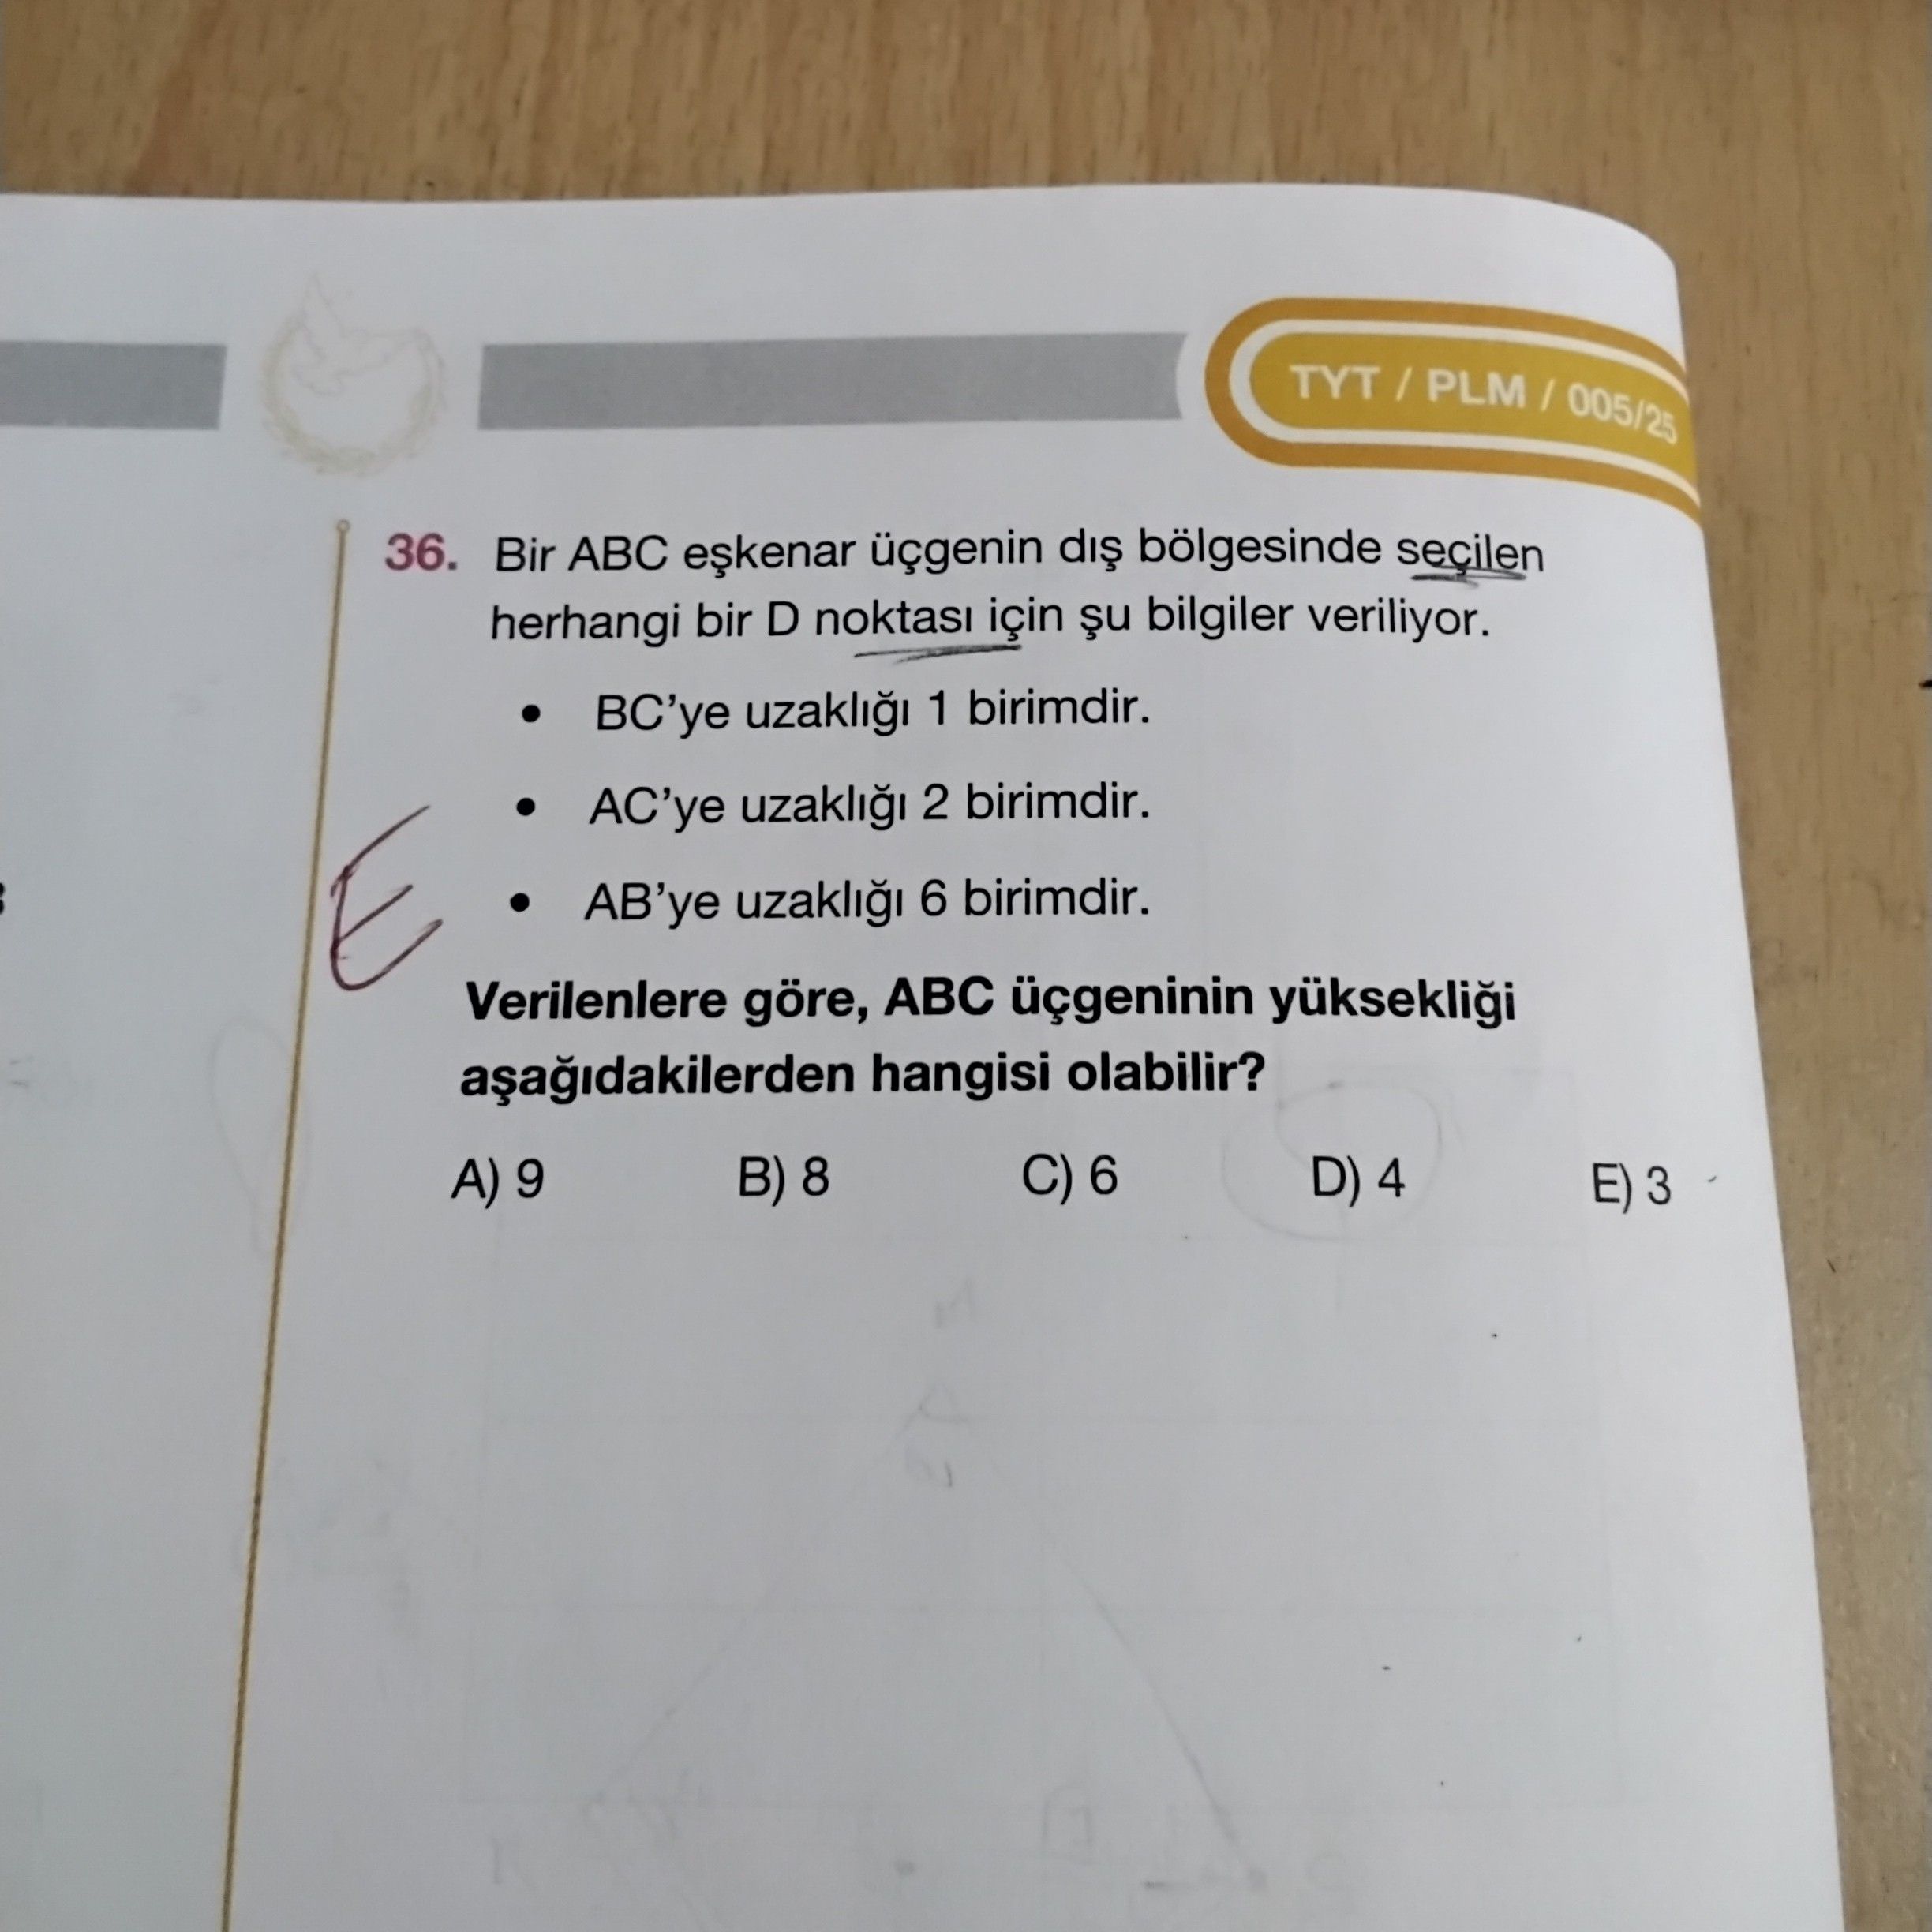 TYT / PLM / 005/25
36. Bir ABC eşkenar üçgenin dış bölgesinde seçilen
herhangi bir D noktası için şu bilgiler veriliyor.
• BC'ye uzaklığı 1 birimdir.
• AC'ye uzaklığı 2 birimdir.
• AB'ye uzaklığı 6 birimdir.
E
Verilenlere göre, ABC üçgeninin yüksekliği
aşağıdakilerden hangisi olabilir?
A) 9 B) 8 C) 6 D) 4 E) 3